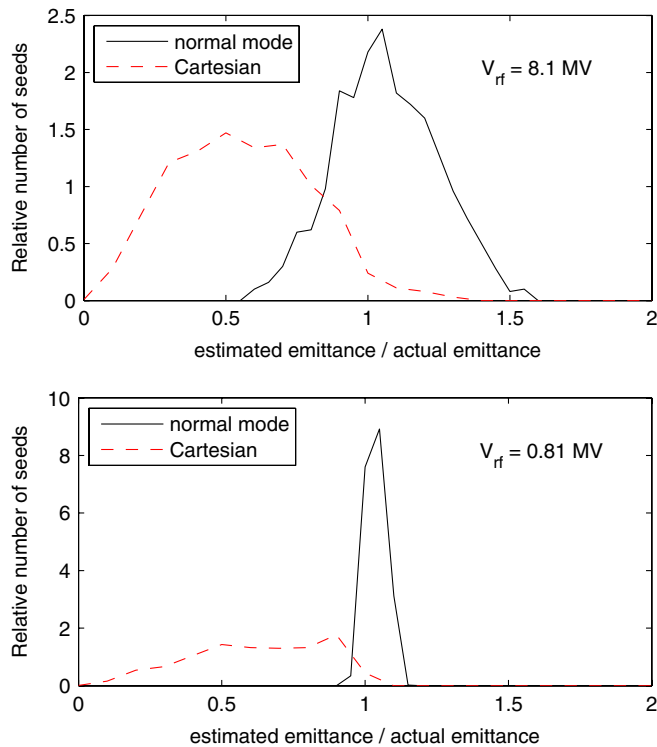 2.5
2
1.5
1
0.5
0
Relative number of seeds
normal mode
Cartesian
V_rf = 8.1 MV
0 0.5 1 1.5 2
estimated emittance / actual emittance
10
8
6
4
2
0
Relative number of seeds
normal mode
Cartesian
V_rf = 0.81 MV
0 0.5 1 1.5 2
estimated emittance / actual emittance